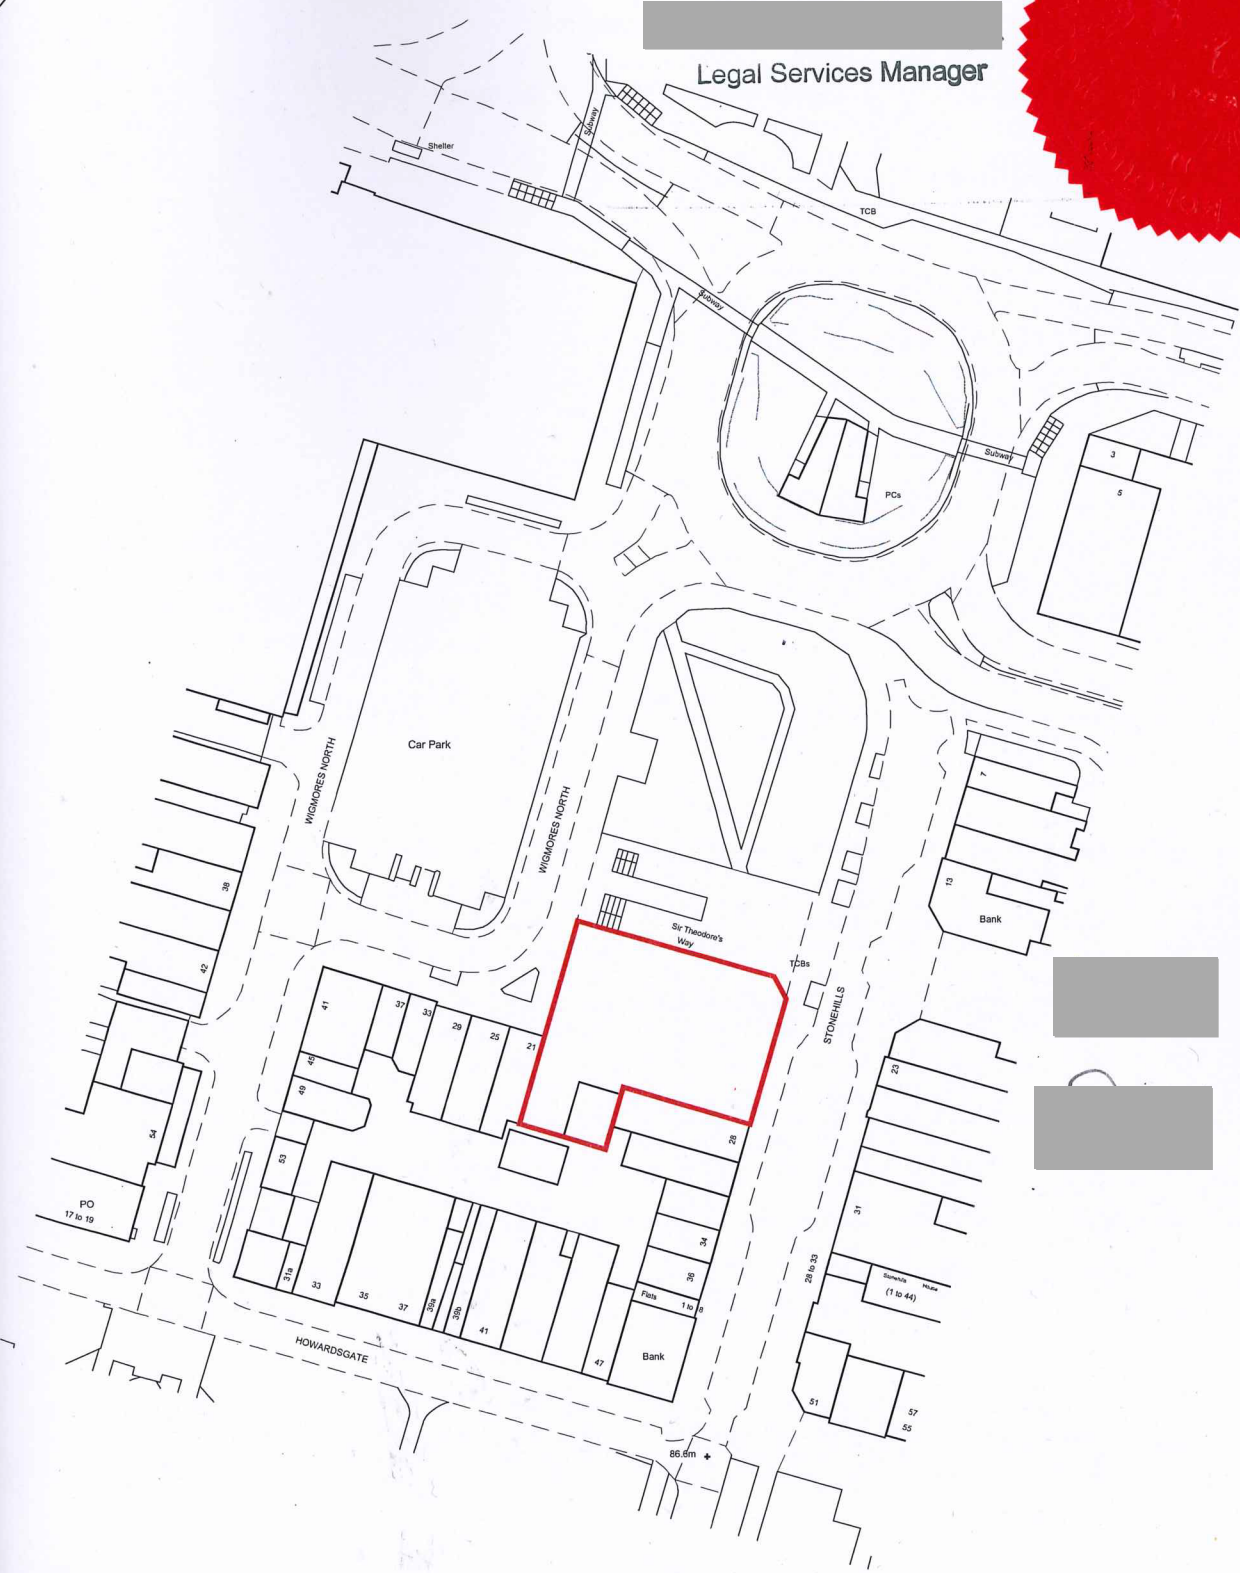 Legal Services Manager
Subway
Shelter
TCB
Subway
Subway
3
5
PCs
Car Park
WIGMORES NORTH
WIGMORES NORTH
7
38
13
Bank
42
Sir Theodore's
Way
TCBs
STONEHILLS
41
37
33
29
25
21
45
49
23
54
53
28
PO
17 to 19
31
34
36
28 to 33
Stonehills House
(1 to 44)
31a
33
35
37
39a
39b
41
47
Flats 1 to 8
Bank
HOWARDSGATE
51
57
55
86.6m